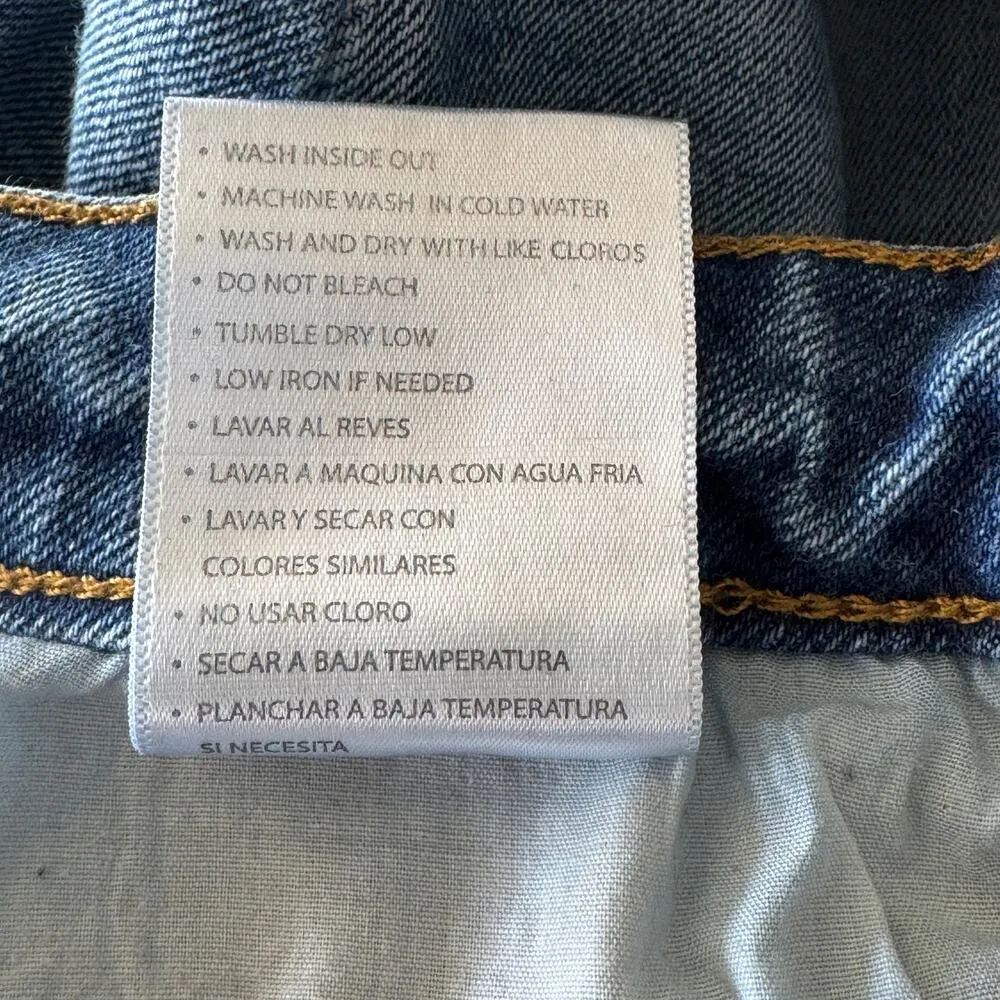 • WASH INSIDE OUT
• MACHINE WASH IN COLD WATER
• WASH AND DRY WITH LIKE CLOROS
• DO NOT BLEACH
• TUMBLE DRY LOW
• LOW IRON IF NEEDED
• LAVAR AL REVES
• LAVAR A MAQUINA CON AGUA FRIA
• LAVAR Y SECAR CON
COLORES SIMILARES
• NO USAR CLORO
• SECAR A BAJA TEMPERATURA
• PLANCHAR A BAJA TEMPERATURA
SI NECESITA